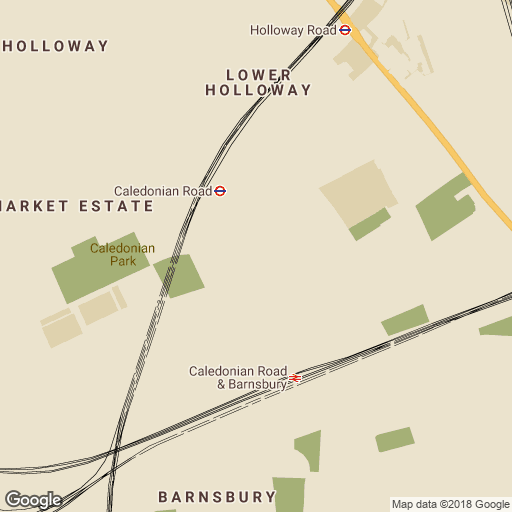 Holloway Road
HOLLOWAY
LOWER
HOLLOWAY
Caledonian Road
MARKET ESTATE
Caledonian
Park
Caledonian Road
& Barnsbury
BARNSBURY
Google
Google
Map data ©2018 Google